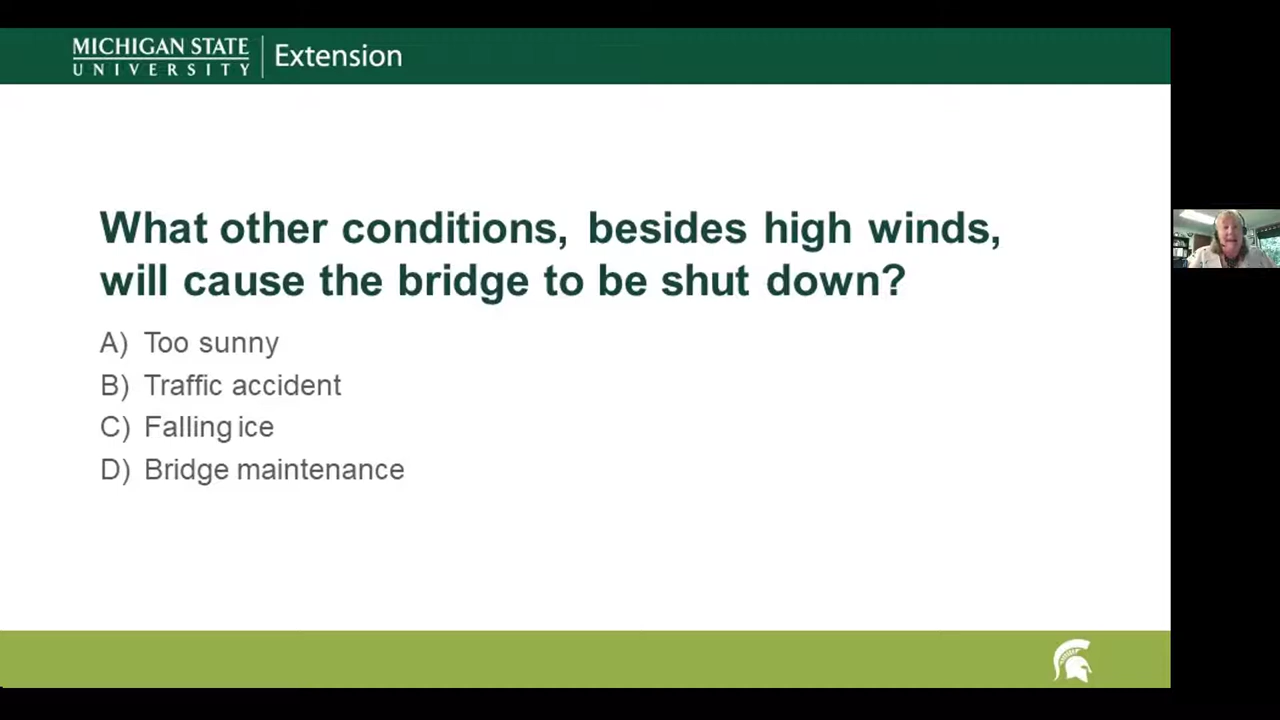 MICHIGAN STATE
UNIVERSITY
Extension
What other conditions, besides high winds,
will cause the bridge to be shut down?
A) Too sunny
B) Traffic accident
C) Falling ice
D) Bridge maintenance